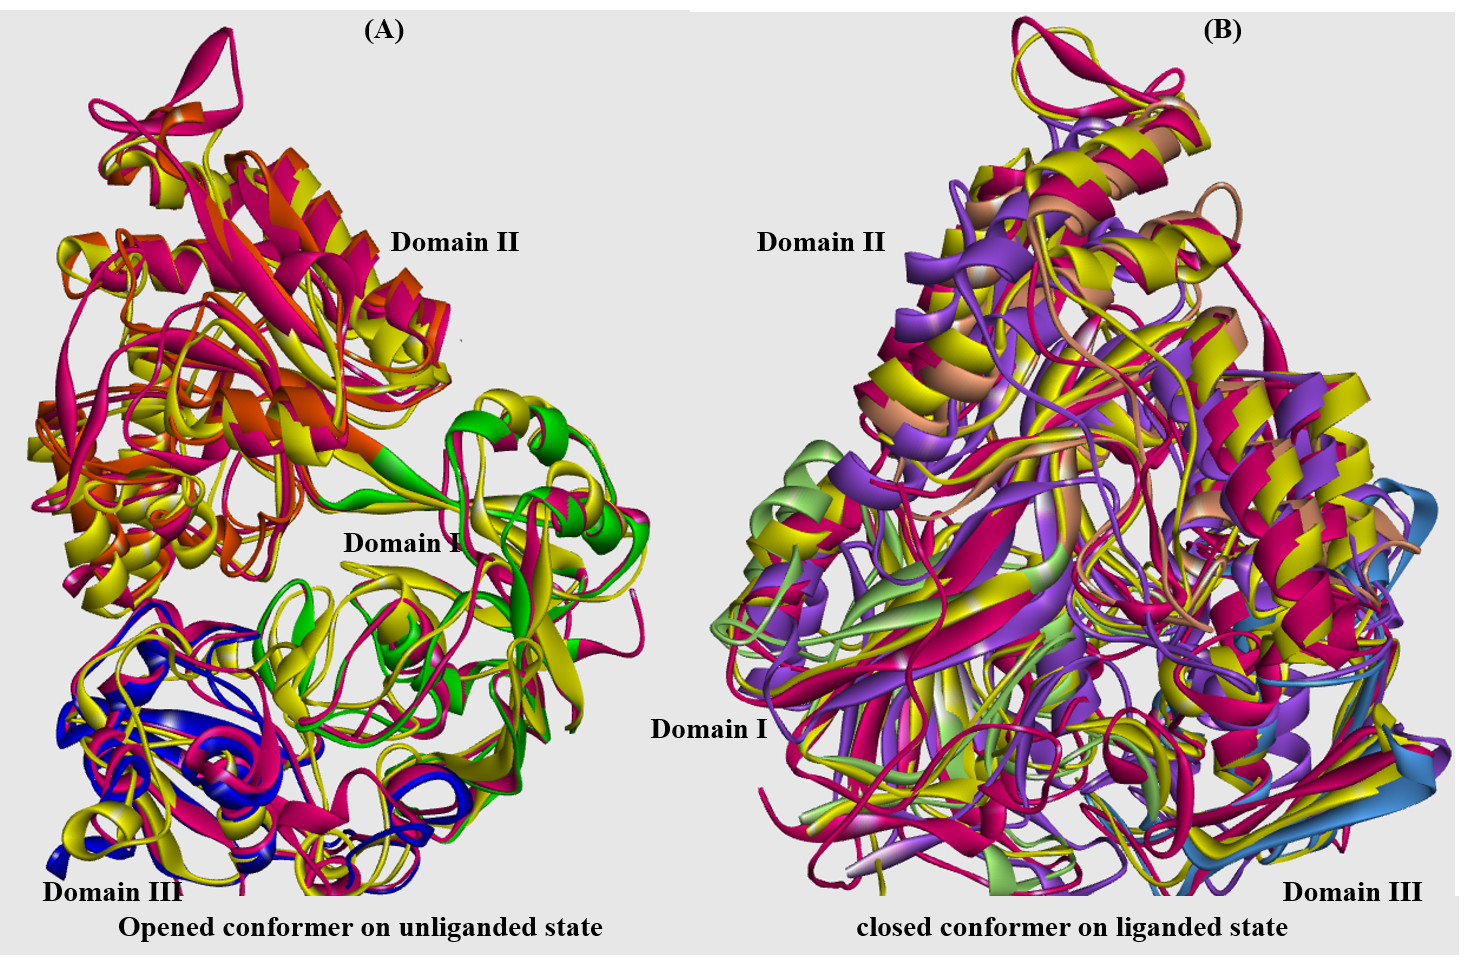 (A)
(B)
Domain II
Domain II
Domain I
Domain I
Domain III
Domain III
Opened conformer on unliganded state
closed conformer on liganded state